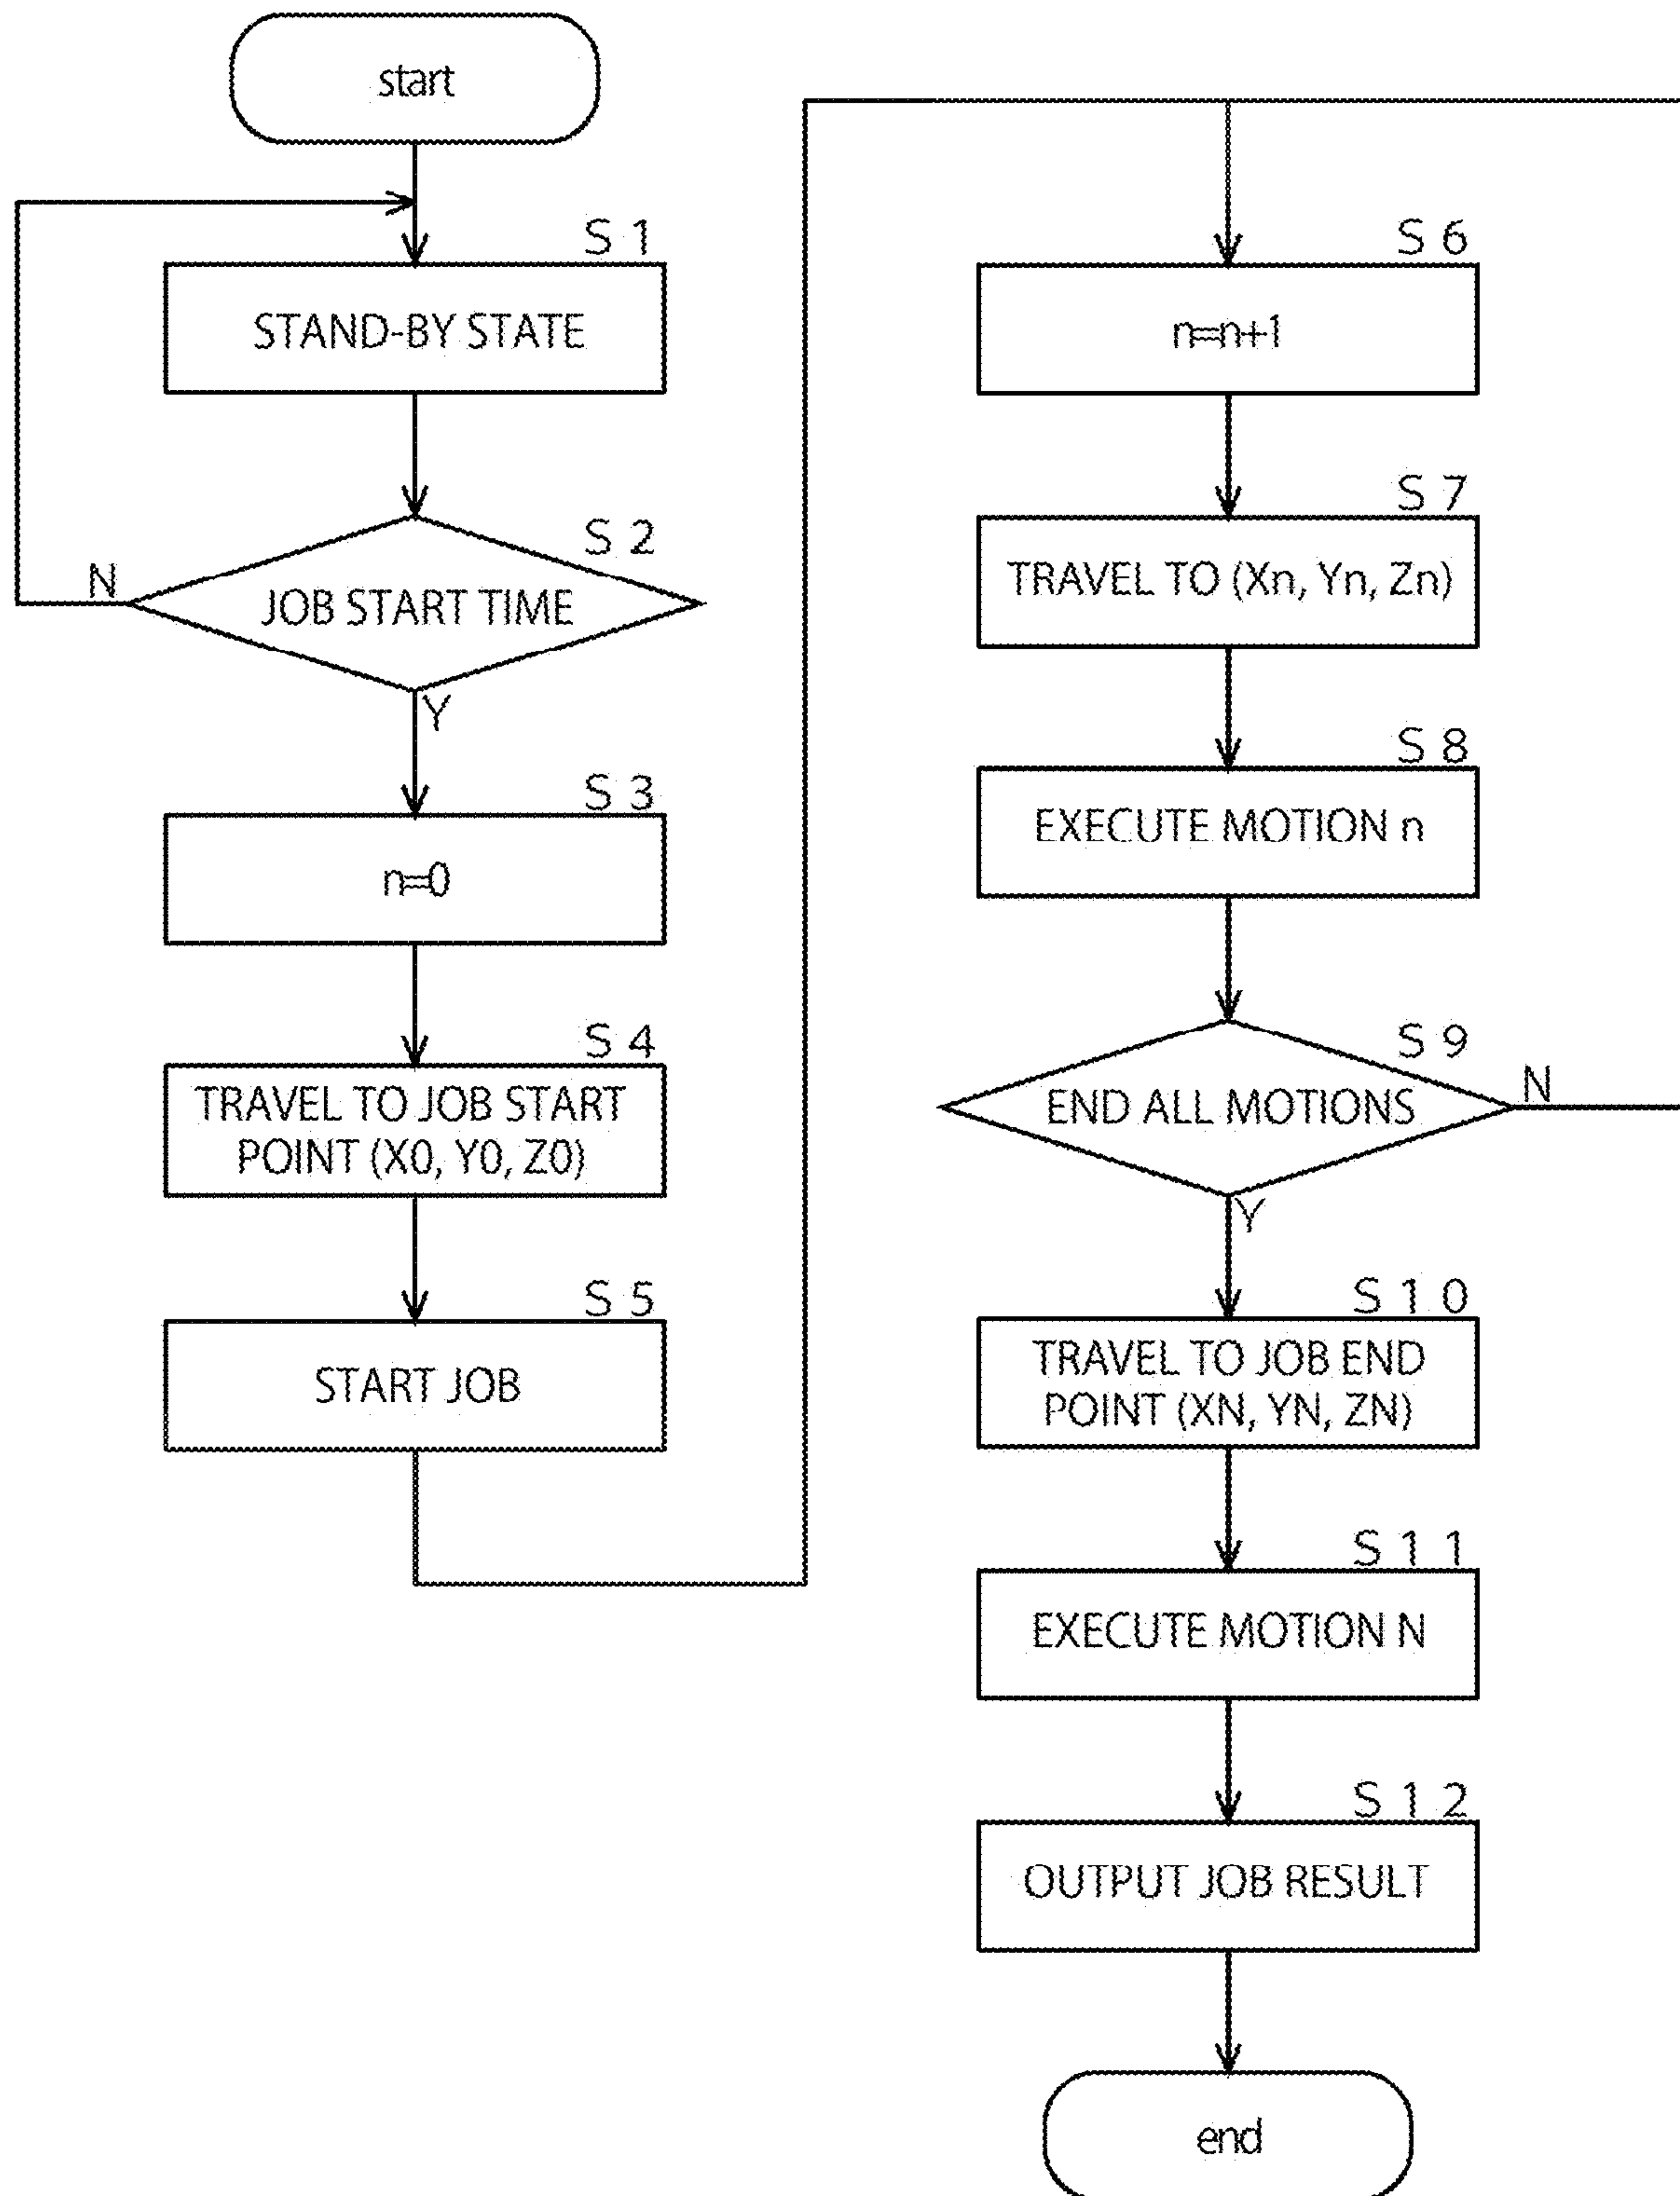 start
S 1
STAND-BY STATE
S 2
N
JOB START TIME
Y
S 3
n=0
S 4
TRAVEL TO JOB START
POINT (X0, Y0, Z0)
S 5
START JOB
S 6
n=n+1
S 7
TRAVEL TO (Xn, Yn, Zn)
S 8
EXECUTE MOTION n
S 9
END ALL MOTIONS
N
Y
S 1 0
TRAVEL TO JOB END
POINT (XN, YN, ZN)
S 1 1
EXECUTE MOTION N
S 1 2
OUTPUT JOB RESULT
end